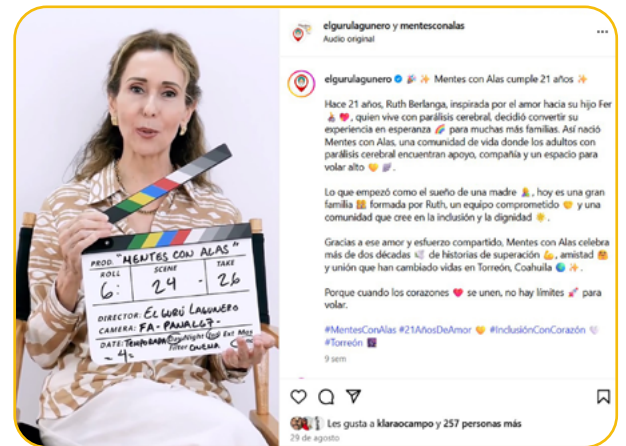 elgurulagunero y mentesconalas
Audio original
elgurulagunero Mentes con Alas cumple 21 años
Hace 21 años, Ruth Berlanga, inspirada por el amor hacia su hijo Fer
, quien vive con parálisis cerebral, decidió convertir su
experiencia en esperanza para muchas más familias. Así nació
Mentes con Alas, una comunidad de vida donde los adultos con
parálisis cerebral encuentran apoyo, compañía y un espacio para
volar alto
Lo que empezó como el sueño de una madre , hoy es una gran
familia formada por Ruth, un equipo comprometido y una
comunidad que cree en la inclusión y la dignidad
Gracias a ese amor y esfuerzo compartido, Mentes con Alas celebra
más de dos décadas de historias de superación , amistad
y unión que han cambiado vidas en Torreón, Coahuila
Porque cuando los corazones se unen, no hay límites para
volar.
#MentesConAlas #21AñosDeAmor #InclusiónConCorazón
#Torreón
9 sem
Les gusta a klaraocampo y 257 personas más
29 de agosto
PROD. "MENTES CON ALAS"
ROLL SCENE TAKE
6: 24 - 26
DIRECTOR: EL GURÚ LAGUNERO
CAMERA: FA-PANAL67-
DATE: TEMPORADA Day Night Int Ext Mos
-4- Filter CINEMA